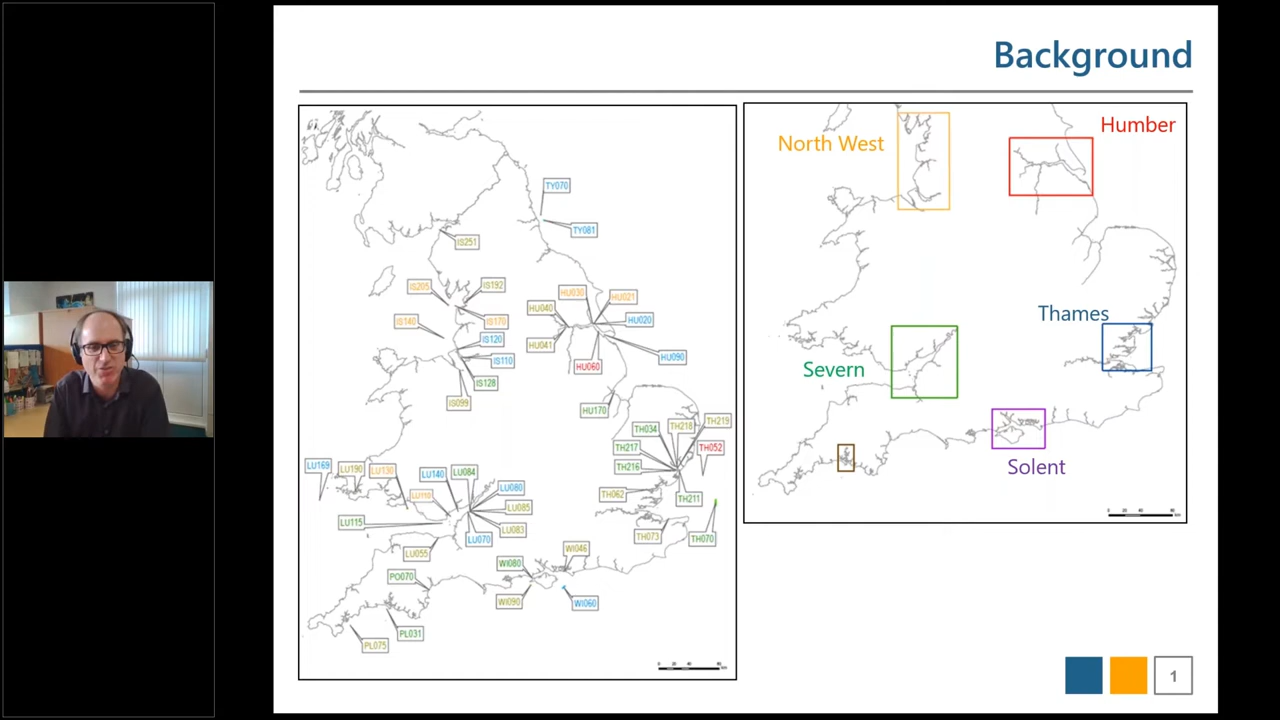 Background
TY070
TY081
IS251
IS205
IS192
IS140
IS170
IS120
IS110
IS128
IS099
HU030
HU021
HU040
HU020
HU041
HU060
HU090
HU170
TH034
TH218
TH219
TH217
TH052
TH216
TH062
TH211
TH073
TH070
LU169
LU190
LU130
LU140
LU084
LU080
LU110
LU085
LU115
LU083
LU070
LU055
WI046
WI080
PO070
WI090
WI060
PL031
PL075
North West
Humber
Thames
Severn
Solent
1